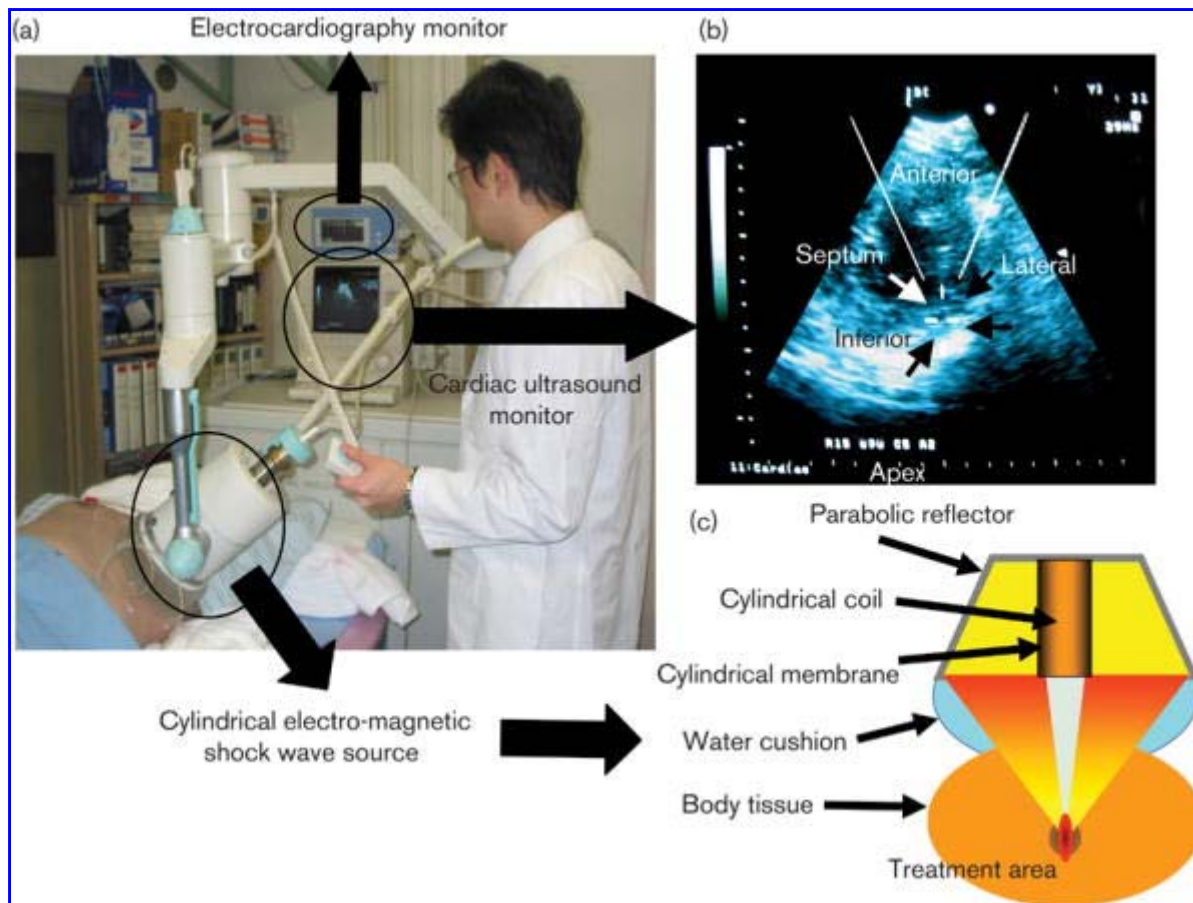 (a)
Electrocardiography monitor
Cardiac ultrasound
monitor
Cylindrical electro-magnetic
shock wave source
(b)
Anterior
Septum
Lateral
Inferior
Apex
(c)
Parabolic reflector
Cylindrical coil
Cylindrical membrane
Water cushion
Body tissue
Treatment area